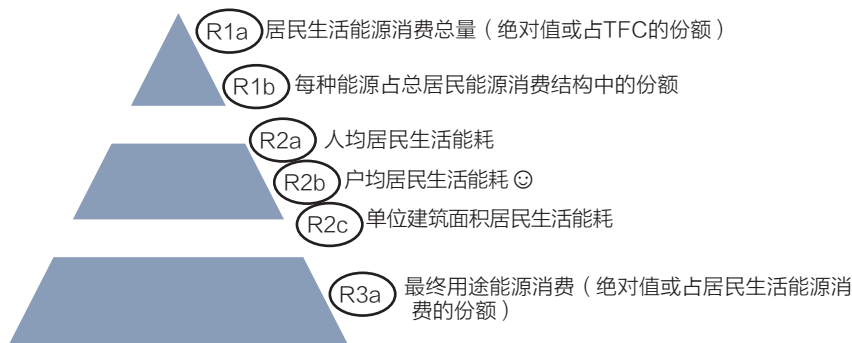 R1a 居民生活能源消费总量（绝对值或占TFC的份额）
R1b 每种能源占总居民能源消费结构中的份额
R2a 人均居民生活能耗
R2b 户均居民生活能耗☺
R2c 单位建筑面积居民生活能耗
R3a 最终用途能源消费（绝对值或占居民生活能源消
费的份额）